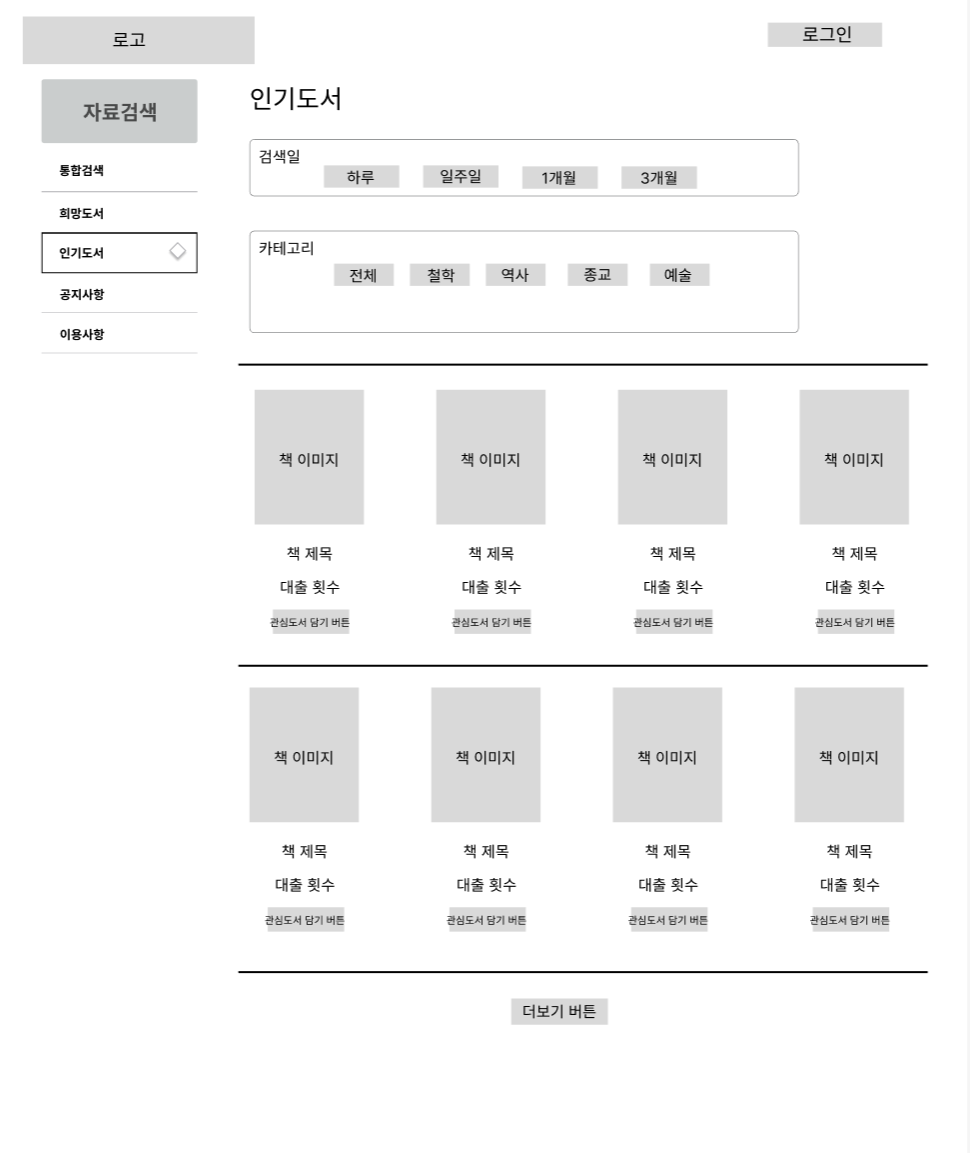 로고
로그인
자료검색
통합검색
희망도서
인기도서
공지사항
이용사항
인기도서
검색일
하루 일주일 1개월 3개월
카테고리
전체 철학 역사 종교 예술
책 이미지 책 이미지 책 이미지 책 이미지
책 제목 책 제목 책 제목 책 제목
대출 횟수 대출 횟수 대출 횟수 대출 횟수
관심도서 담기 버튼 관심도서 담기 버튼 관심도서 담기 버튼 관심도서 담기 버튼
책 이미지 책 이미지 책 이미지 책 이미지
책 제목 책 제목 책 제목 책 제목
대출 횟수 대출 횟수 대출 횟수 대출 횟수
관심도서 담기 버튼 관심도서 담기 버튼 관심도서 담기 버튼 관심도서 담기 버튼
더보기 버튼